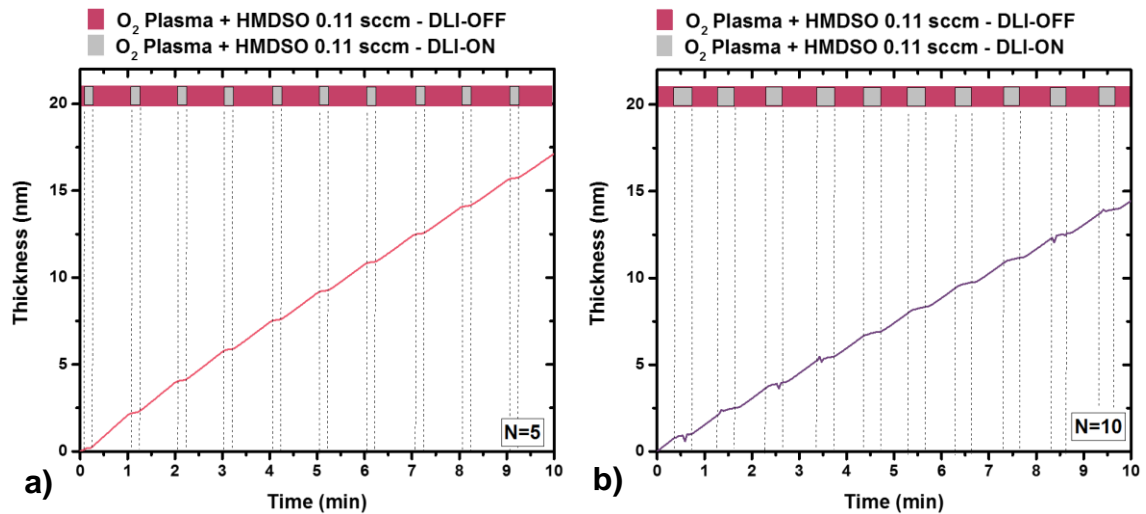 O2 Plasma + HMDSO 0.11 sccm - DLI-OFF
O2 Plasma + HMDSO 0.11 sccm - DLI-ON
20
15
10
5
0
Thickness (nm)
N=5
0 1 2 3 4 5 6 7 8 9 10
Time (min)
a)
O2 Plasma + HMDSO 0.11 sccm - DLI-OFF
O2 Plasma + HMDSO 0.11 sccm - DLI-ON
20
15
10
5
0
Thickness (nm)
N=10
0 1 2 3 4 5 6 7 8 9 10
Time (min)
b)